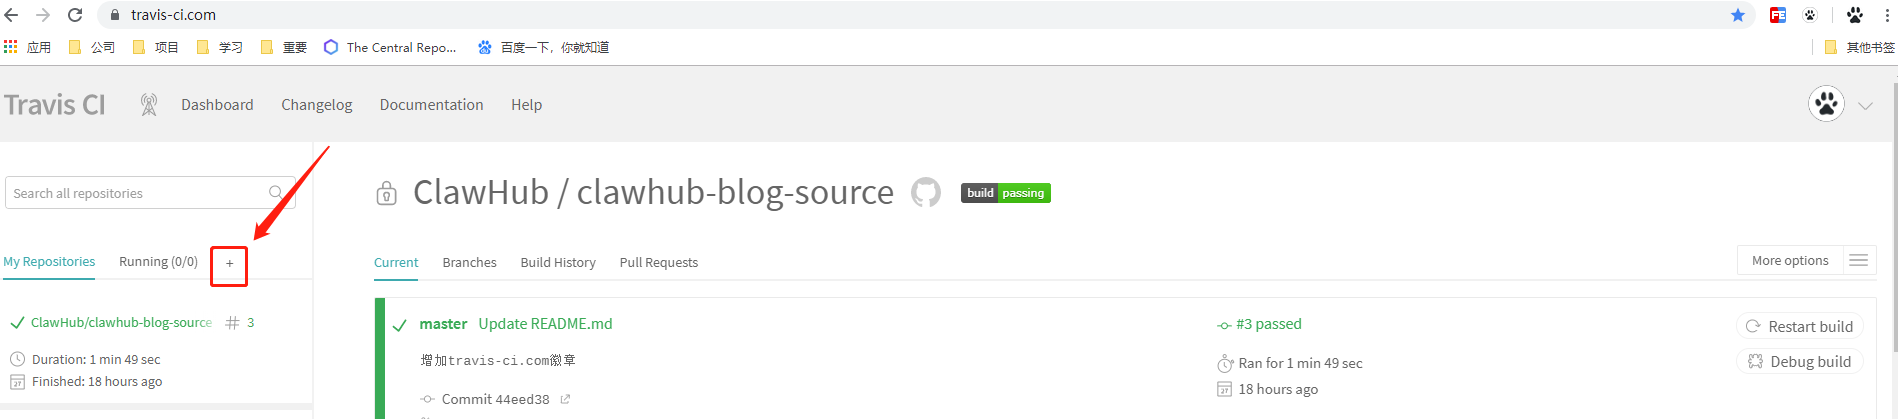 travis-ci.com
应用 公司 项目 学习 重要 The Central Repo... 百度一下，你就知道 其他书签
Travis CI Dashboard Changelog Documentation Help
Search all repositories
ClawHub / clawhub-blog-source build passing
My Repositories Running (0/0) +
Current Branches Build History Pull Requests More options
ClawHub/clawhub-blog-source # 3
Duration: 1 min 49 sec
Finished: 18 hours ago
master Update README.md #3 passed Restart build
增加travis-ci.com徽章 Ran for 1 min 49 sec Debug build
Commit 44eed38 18 hours ago